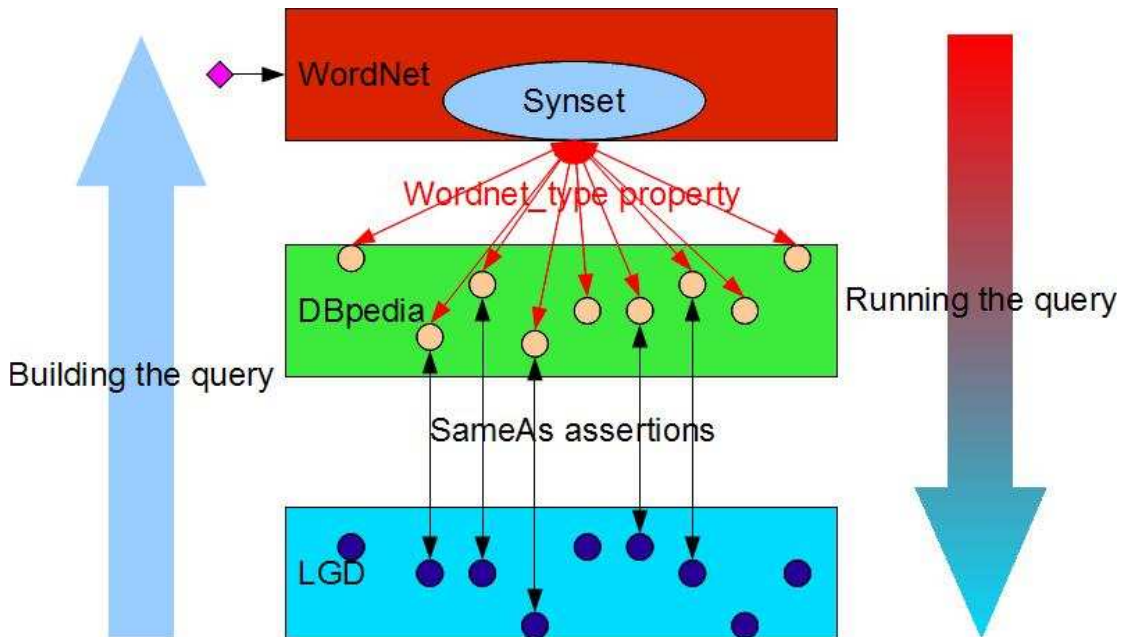 WordNet
Synset
Wordnet_type property
DBpedia
Running the query
Building the query
SameAs assertions
LGD